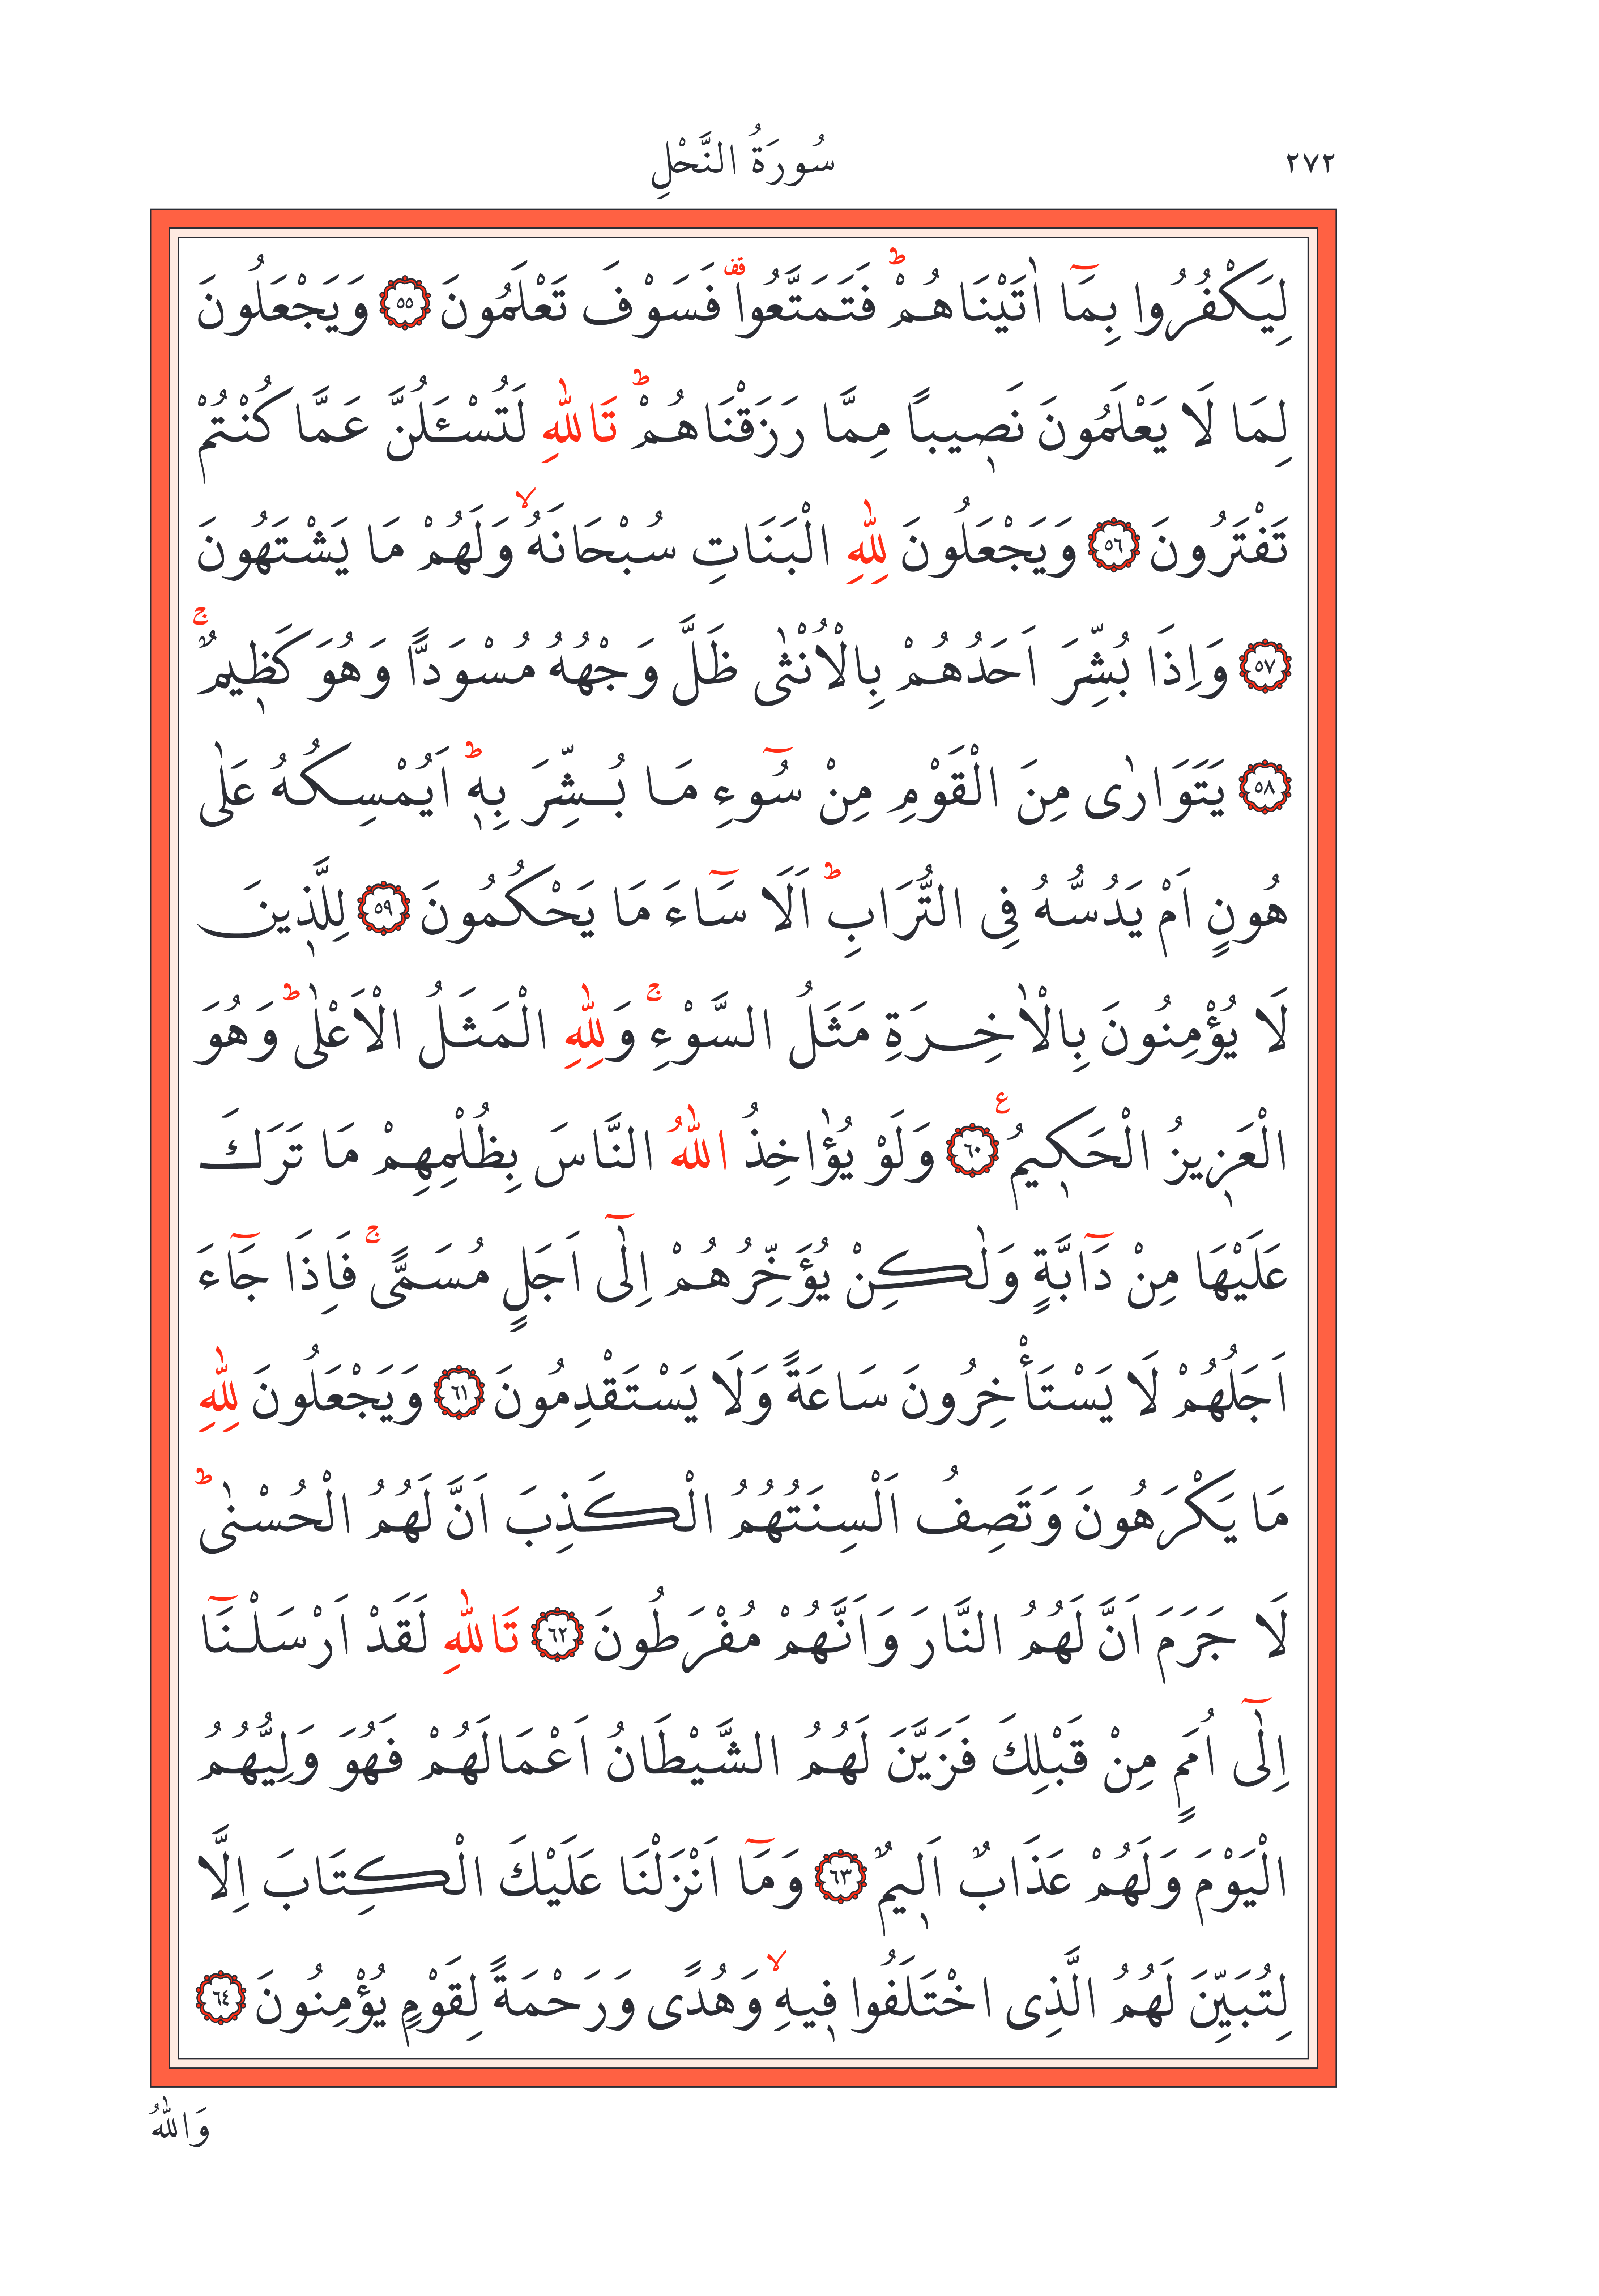 ٢٧٢
سُورَةُ النَّحْلِ
لِيَكْفُرُوا بِمَٓا اٰتَيْنَاهُمْؕ فَتَمَتَّعُواࣞ فَسَوْفَ تَعْلَمُونَ ﴿٥٥﴾ وَيَجْعَلُونَ
لِمَا لَا يَعْلَمُونَ نَصٖيباً مِمَّا رَزَقْنَاهُمْؕ تَاللّٰهِ لَتُسْـَٔلُنَّ عَمَّا كُنْتُمْ
تَفْتَرُونَ ﴿٥٦﴾ وَيَجْعَلُونَ لِلّٰهِ الْبَنَاتِ سُبْحَانَهُۙ وَلَهُمْ مَا يَشْتَهُونَ
﴿٥٧﴾ وَاِذَا بُشِّرَ اَحَدُهُمْ بِالْاُنْثٰى ظَلَّ وَجْهُهُ مُسْوَداًّ وَهُوَ كَظٖيمٌۚ
﴿٥٨﴾ يَتَوَارٰى مِنَ الْقَوْمِ مِنْ سُٓوءِ مَا بُشِّرَ بِهٖؕ اَيُمْسِكُهُ عَلٰى
هُونٍ اَمْ يَدُسُّهُ فِى التُّرَابِؕ اَلَا سَٓاءَ مَا يَحْكُمُونَ ﴿٥٩﴾ لِلَّذٖينَ
لَا يُؤْمِنُونَ بِالْاٰخِرَةِ مَثَلُ السَّوْءِۚ وَلِلّٰهِ الْمَثَلُ الْاَعْلٰىؕ وَهُوَ
الْعَزٖيزُ الْحَكٖيمُ ﴿٦٠﴾ع وَلَوْ يُؤٰاخِذُ اللّٰهُ النَّاسَ بِظُلْمِهِمْ مَا تَرَكَ
عَلَيْهَا مِنْ دَٓابَّةٍ وَلٰكِنْ يُؤَخِّرُهُمْ اِلٰٓى اَجَلٍ مُسَمًّىۚ فَاِذَا جَٓاءَ
اَجَلُهُمْ لَا يَسْتَأْخِرُونَ سَاعَةً وَلَا يَسْتَقْدِمُونَ ﴿٦١﴾ وَيَجْعَلُونَ لِلّٰهِ
مَا يَكْرَهُونَ وَتَصِفُ اَلْسِنَتُهُمُ الْكَذِبَ اَنَّ لَهُمُ الْحُسْنٰىؕ
لَا جَرَمَ اَنَّ لَهُمُ النَّارَ وَاَنَّهُمْ مُفْرَطُونَ ﴿٦٢﴾ تَاللّٰهِ لَقَدْ اَرْسَلْنَٓا
اِلٰٓى اُمَمٍ مِنْ قَبْلِكَ فَزَيَّنَ لَهُمُ الشَّيْطَانُ اَعْمَالَهُمْ فَهُوَ وَلِيُّهُمُ
الْيَوْمَ وَلَهُمْ عَذَابٌ اَلٖيمٌ ﴿٦٣﴾ وَمَٓا اَنْزَلْنَا عَلَيْكَ الْكِتَابَ اِلَّا
لِتُبَيِّنَ لَهُمُ الَّذِى اخْتَلَفُوا فٖيهِۙ وَهُدًى وَرَحْمَةً لِقَوْمٍ يُؤْمِنُونَ ﴿٦٤﴾
وَاللّٰهُ